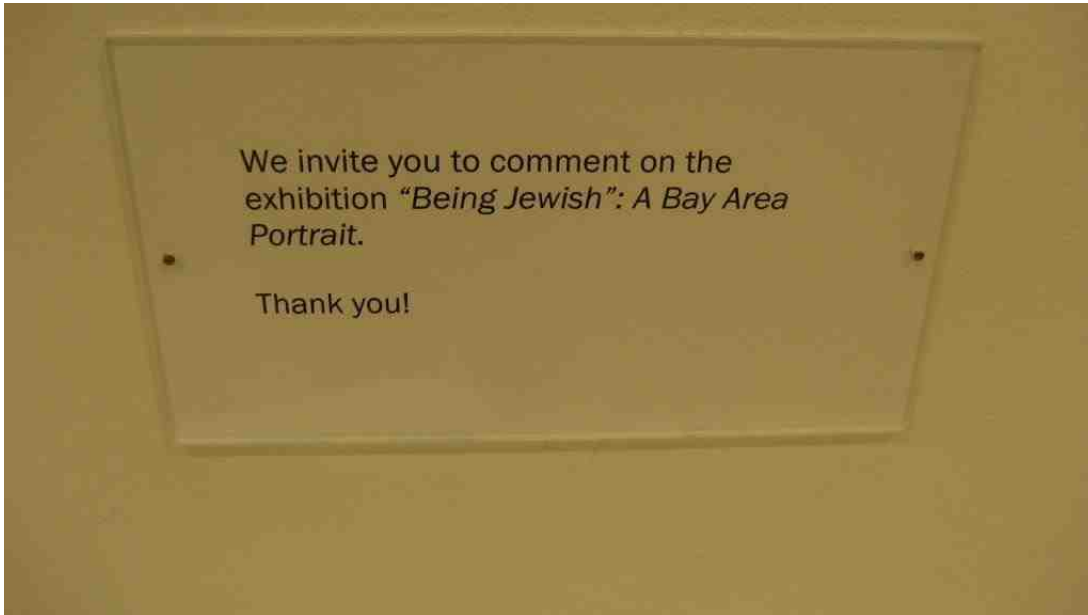 We invite you to comment on the
exhibition “Being Jewish”: A Bay Area
Portrait.
Thank you!